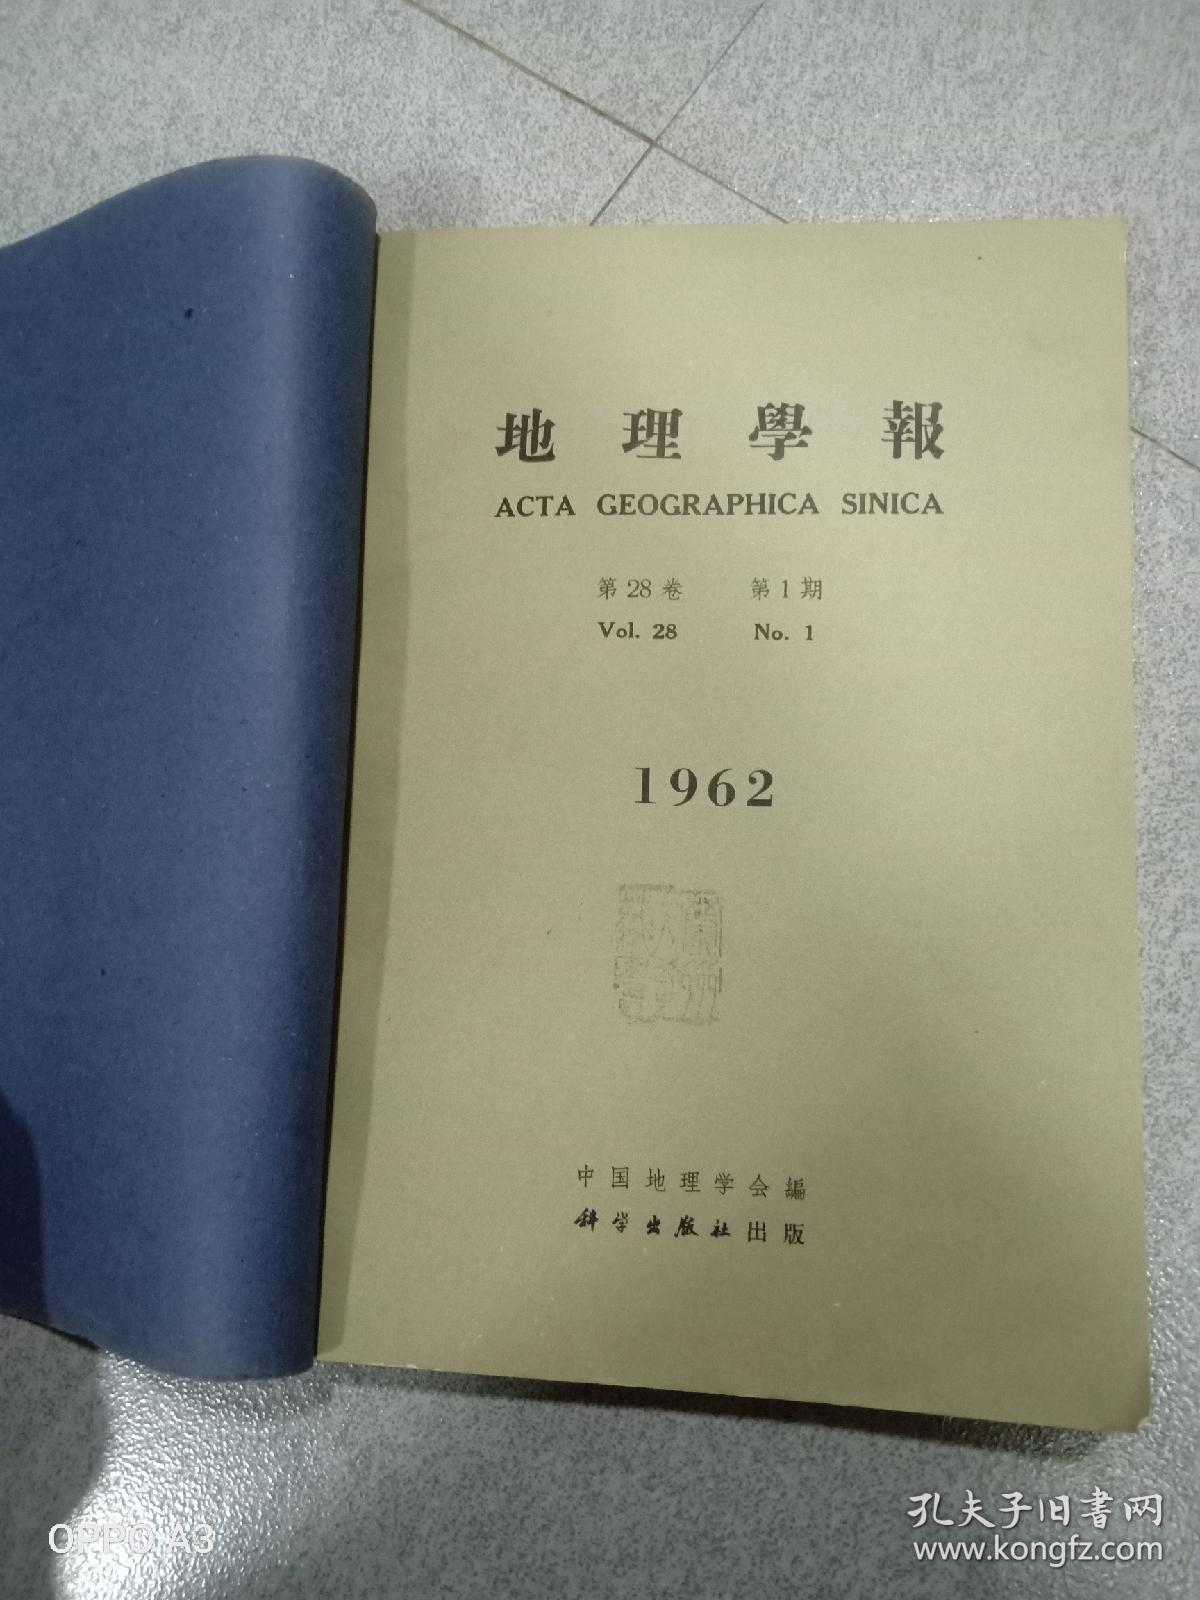 地理學報
ACTA GEOGRAPHICA SINICA
第28卷 第1期
Vol. 28 No. 1
1962
中国地理学会編
科学出版社出版
OPPO A3
孔夫子旧書网
www.kongfz.com